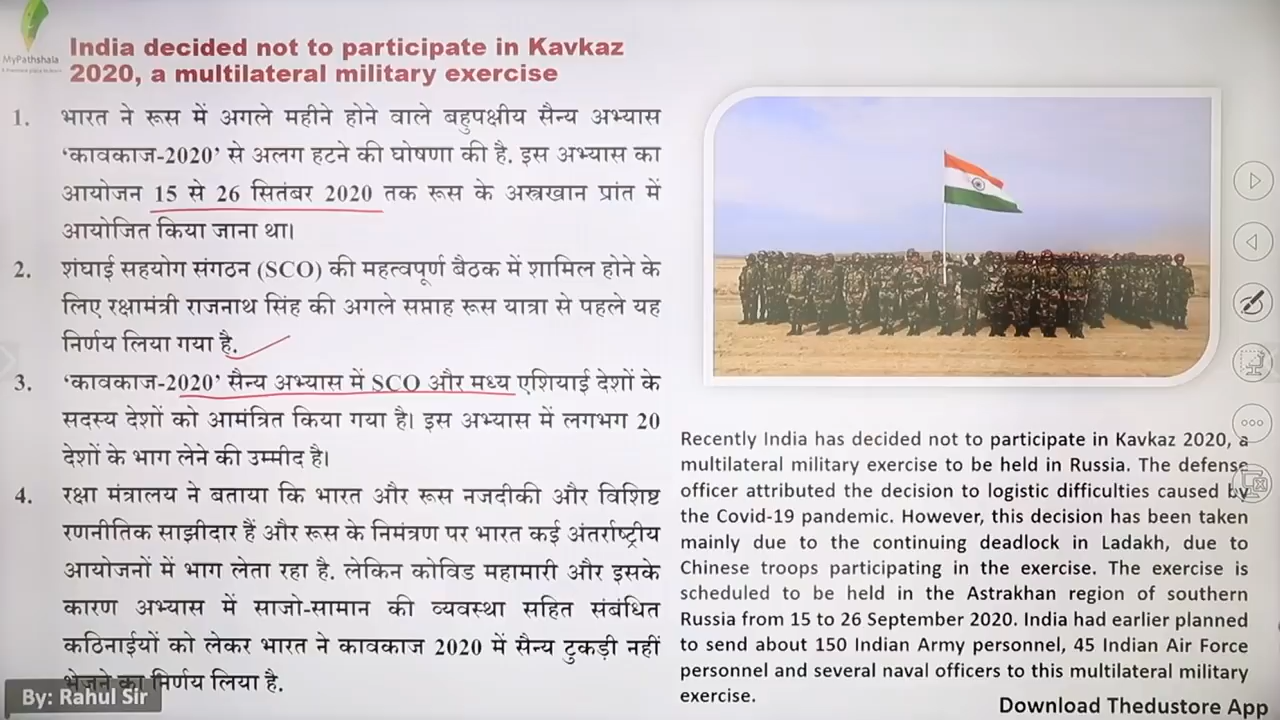 MyPathshala
India decided not to participate in Kavkaz
2020, a multilateral military exercise
1. भारत ने रूस में अगले महीने होने वाले बहुपक्षीय सैन्य अभ्यास
‘कावकाज-2020’ से अलग हटने की घोषणा की है. इस अभ्यास का
आयोजन 15 से 26 सितंबर 2020 तक रूस के अस्त्रखान प्रांत में
आयोजित किया जाना था।
2. शंघाई सहयोग संगठन (SCO) की महत्वपूर्ण बैठक में शामिल होने के
लिए रक्षामंत्री राजनाथ सिंह की अगले सप्ताह रूस यात्रा से पहले यह
निर्णय लिया गया है.
3. ‘कावकाज-2020’ सैन्य अभ्यास में SCO और मध्य एशियाई देशों के
सदस्य देशों को आमंत्रित किया गया है। इस अभ्यास में लगभग 20
देशों के भाग लेने की उम्मीद है।
4. रक्षा मंत्रालय ने बताया कि भारत और रूस नजदीकी और विशिष्ट
रणनीतिक साझीदार हैं और रूस के निमंत्रण पर भारत कई अंतर्राष्ट्रीय
आयोजनों में भाग लेता रहा है. लेकिन कोविड महामारी और इसके
कारण अभ्यास में साजो-सामान की व्यवस्था सहित संबंधित
कठिनाईयों को लेकर भारत ने कावकाज 2020 में सैन्य टुकड़ी नहीं
भेजने का निर्णय लिया है.
Recently India has decided not to participate in Kavkaz 2020, a
multilateral military exercise to be held in Russia. The defense
officer attributed the decision to logistic difficulties caused by
the Covid-19 pandemic. However, this decision has been taken
mainly due to the continuing deadlock in Ladakh, due to
Chinese troops participating in the exercise. The exercise is
scheduled to be held in the Astrakhan region of southern
Russia from 15 to 26 September 2020. India had earlier planned
to send about 150 Indian Army personnel, 45 Indian Air Force
personnel and several naval officers to this multilateral military
exercise.
By: Rahul Sir
Download Thedustore App